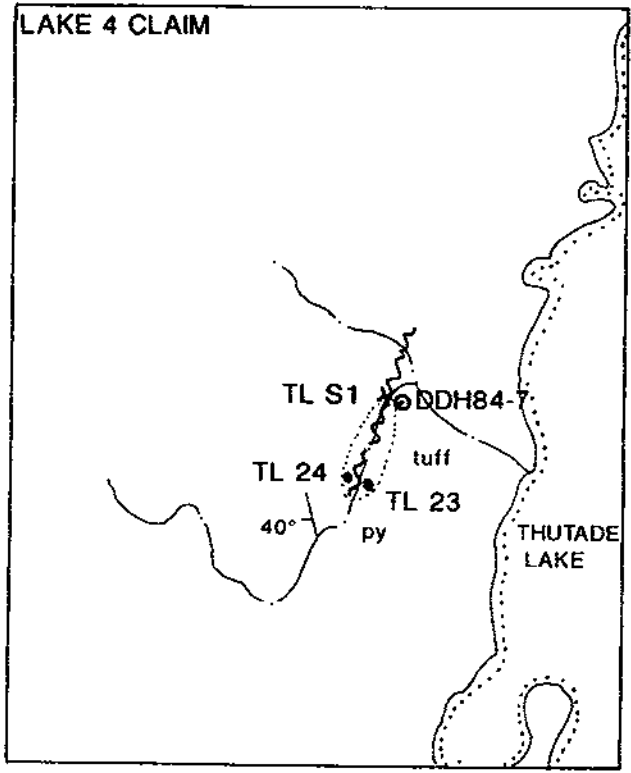 LAKE 4 CLAIM
TL S1
DDH84-7
tuff
TL 24
TL 23
40°
py
THUTADE
LAKE